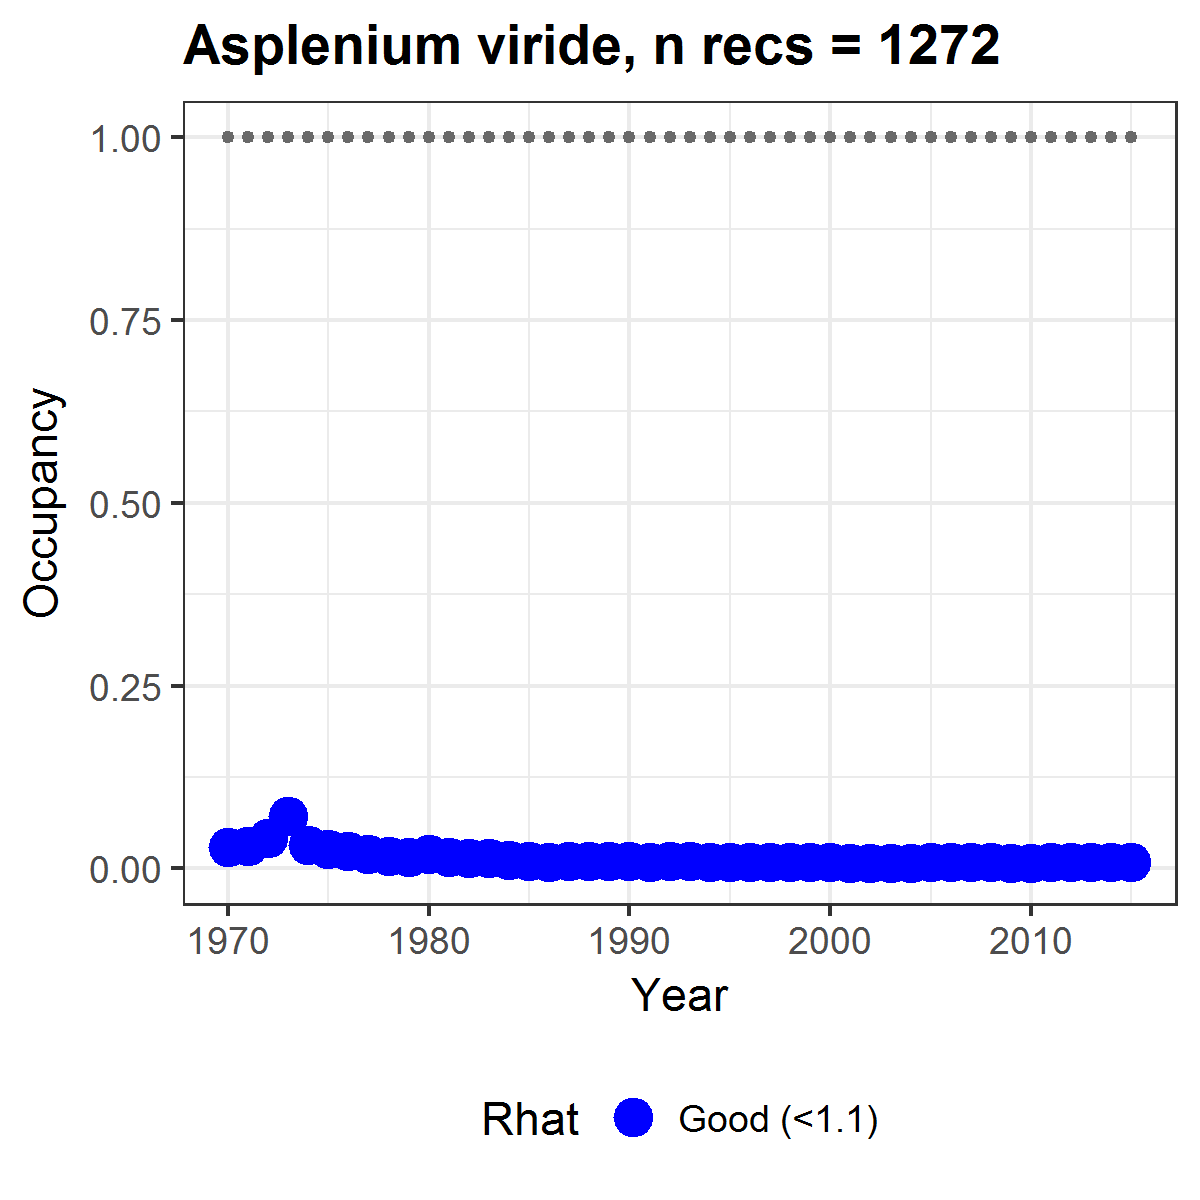 Asplenium viride, n recs = 1272
1.00
0.75
0.50
0.25
0.00
Occupancy
1970 1980 1990 2000 2010
Year
Rhat Good (<1.1)